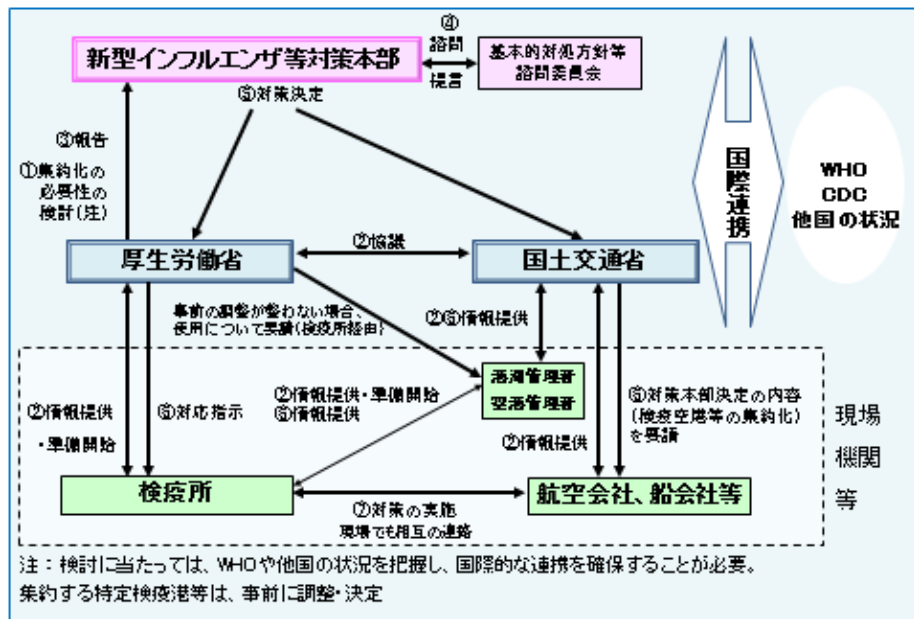 ④
諮問
新型インフルエンザ等対策本部
提言
基本的対処方針等
諮問委員会
⑤対策決定
③報告
①集約化の
必要性の
検討(注)
国際連携
WHO
CDC
他国の状況
厚生労働省
②協議
国土交通省
事前の調整が整わない場合、
使用について要請(検疫所経由)
②⑥情報提供
港湾管理者
空港管理者
②情報提供
・準備開始
⑥対応指示
②情報提供・準備開始
⑥情報提供
②情報提供
⑥対策本部決定の内容
(検疫空港等の集約化)
を要請
現場
機関
等
検疫所
⑦対策の実施
現場でも相互の連絡
航空会社、船会社等
注：検討に当たっては、WHOや他国の状況を把握し、国際的な連携を確保することが必要。
集約する特定検疫港等は、事前に調整・決定